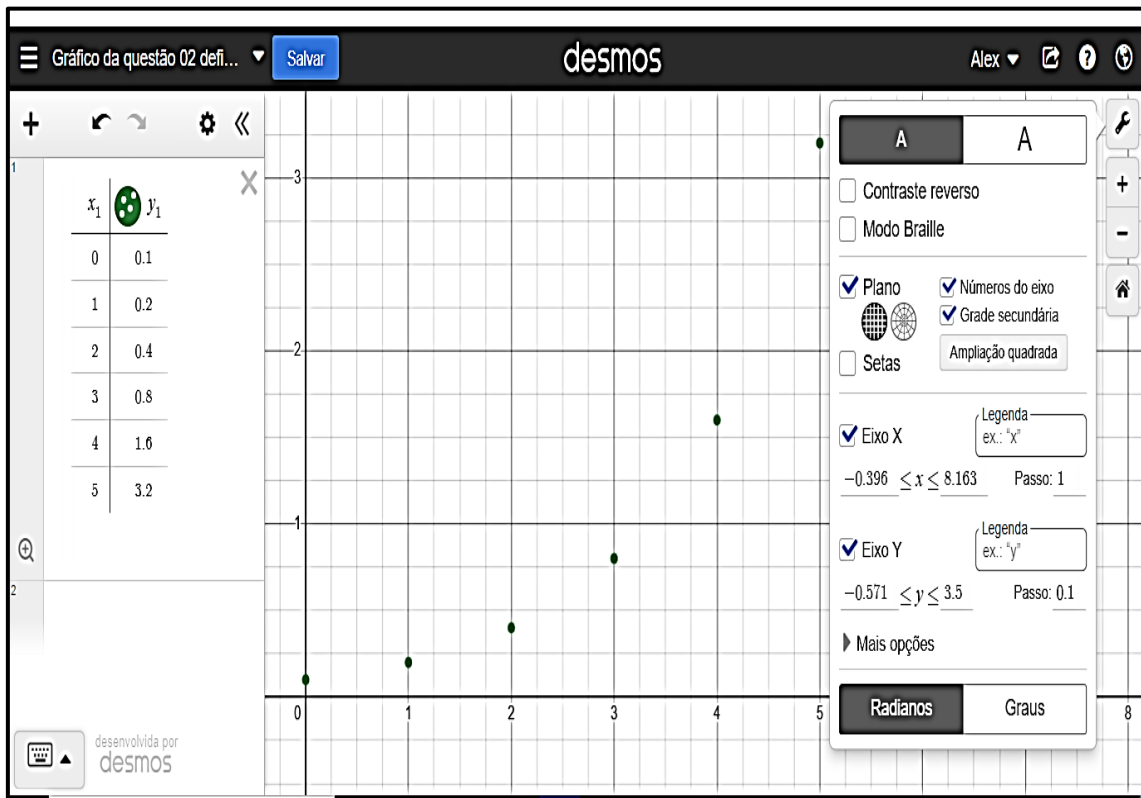 Gráfico da questão 02 defi... Salvar desmos Alex
1
x₁ y₁
0 0.1
1 0.2
2 0.4
3 0.8
4 1.6
5 3.2
2
desenvolvida por
desmos
3
2
1
0 1 2 3 4 5 8
A A
Contraste reverso
Modo Braille
Plano
Números do eixo
Grade secundária
Setas
Ampliação quadrada
Eixo X
Legenda
ex.: "x"
−0.396 ≤ x ≤ 8.163 Passo: 1
Eixo Y
Legenda
ex.: "y"
−0.571 ≤ y ≤ 3.5 Passo: 0.1
Mais opções
Radianos Graus